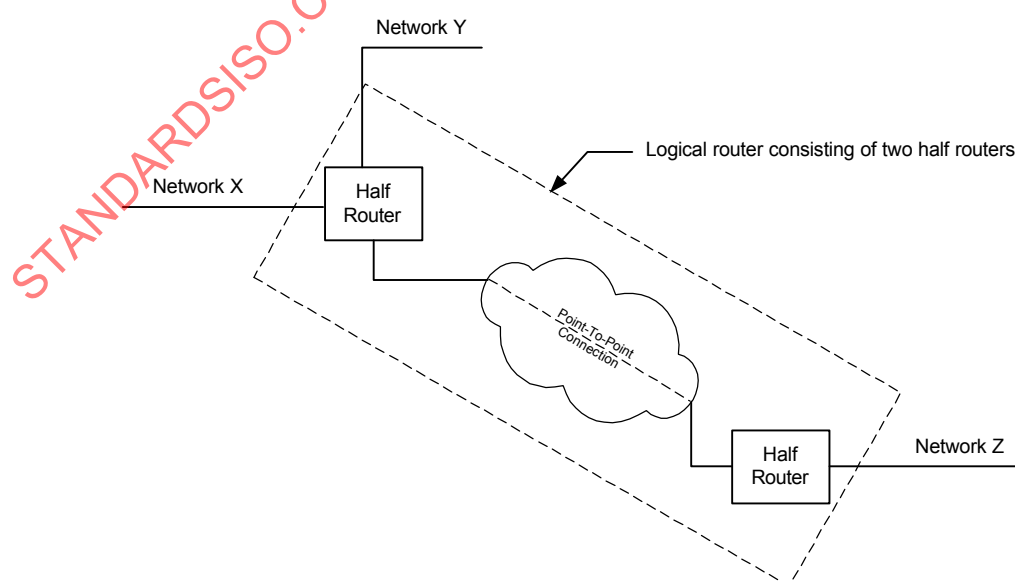 Network Y
Logical router consisting of two half routers
Network X
Half
Router
Point-To-Point
Connection
Network Z
Half
Router
STANDARDSISO.C